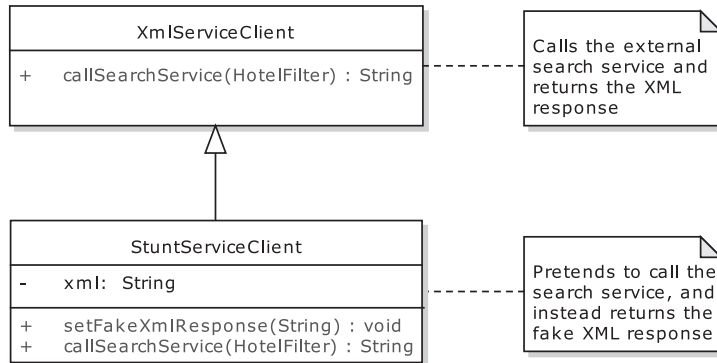 XmlServiceClient
+ callSearchService(HotelFilter) : String
Calls the external
search service and
returns the XML
response
StuntServiceClient
- xml: String
+ setFakeXmlResponse(String) : void
+ callSearchService(HotelFilter) : String
Pretends to call the
search service, and
instead returns the
fake XML response